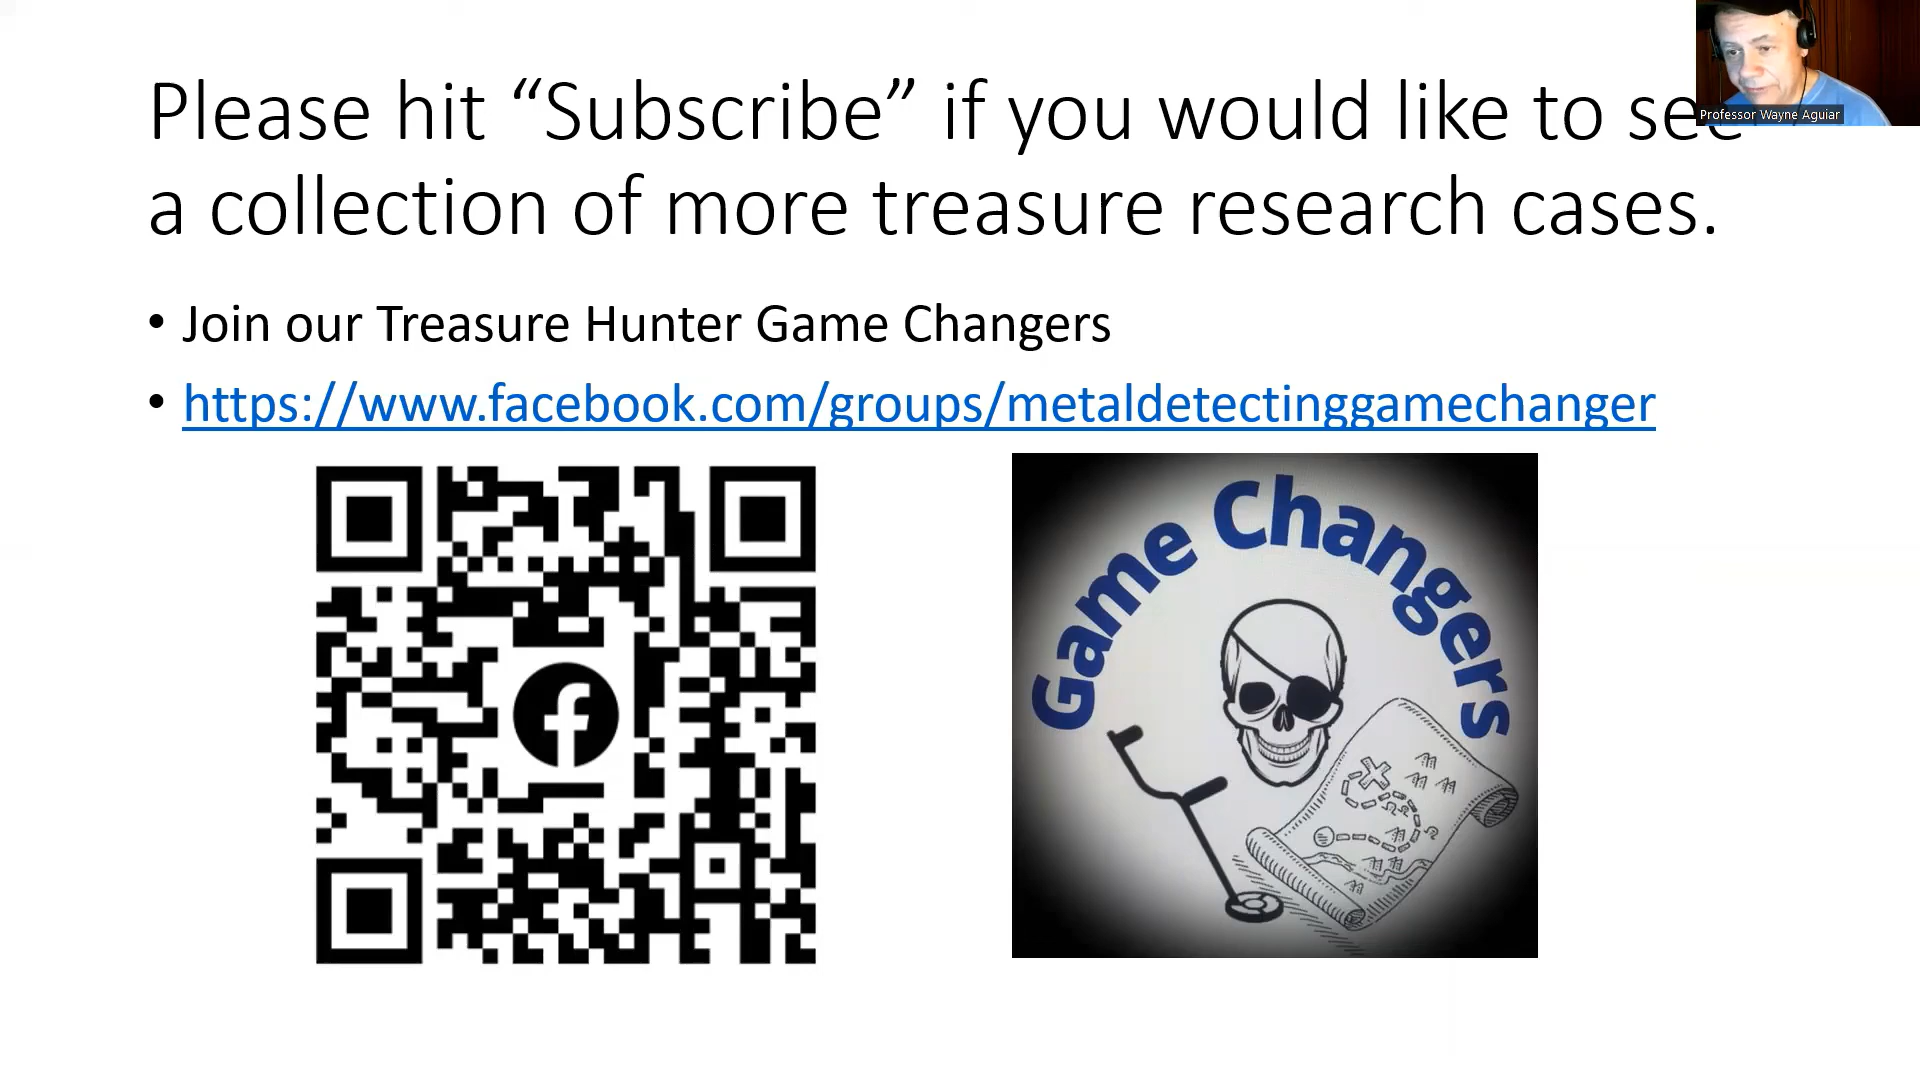 Please hit “Subscribe” if you would like to see
a collection of more treasure research cases.
Professor Wayne Aguiar
• Join our Treasure Hunter Game Changers
• https://www.facebook.com/groups/metaldetectinggamechanger
Game Changers